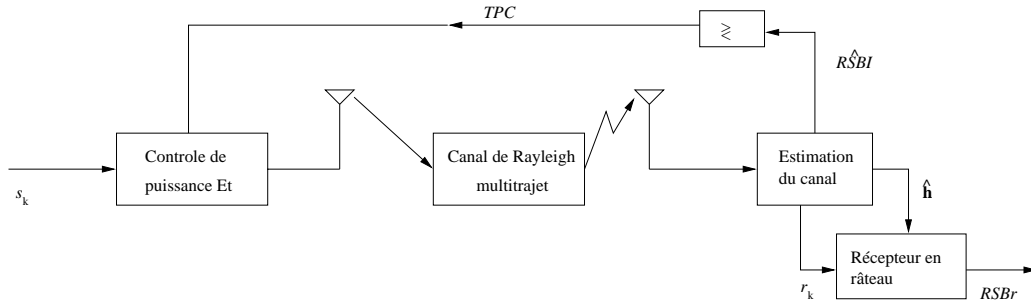 TPC
≷
RŜBI
Controle de
puissance Et
Canal de Rayleigh
multitrajet
Estimation
du canal
s_k
ĥ
Récepteur en
râteau
r_k
RSBr